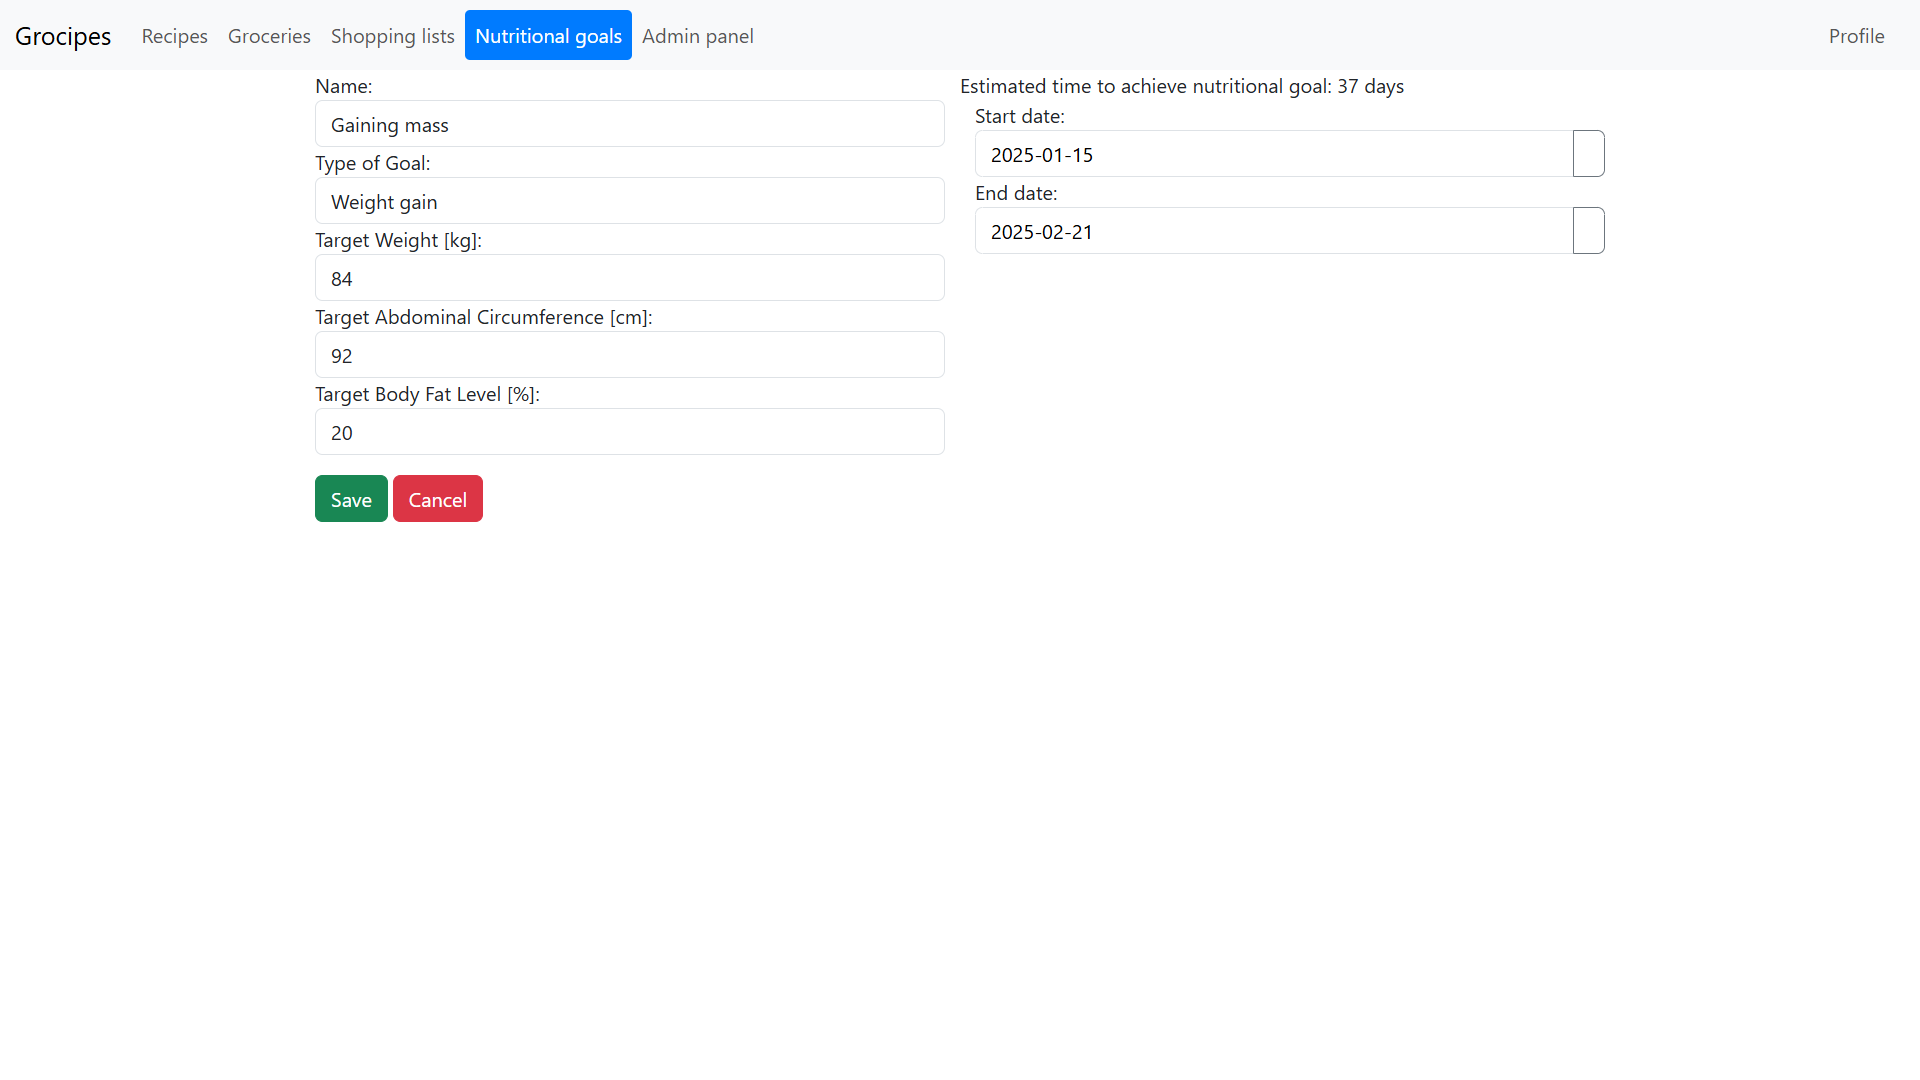 Grocipes Recipes Groceries Shopping lists Nutritional goals Admin panel Profile
Name:
Gaining mass
Type of Goal:
Weight gain
Target Weight [kg]:
84
Target Abdominal Circumference [cm]:
92
Target Body Fat Level [%]:
20
Save Cancel
Estimated time to achieve nutritional goal: 37 days
Start date:
2025-01-15
End date:
2025-02-21